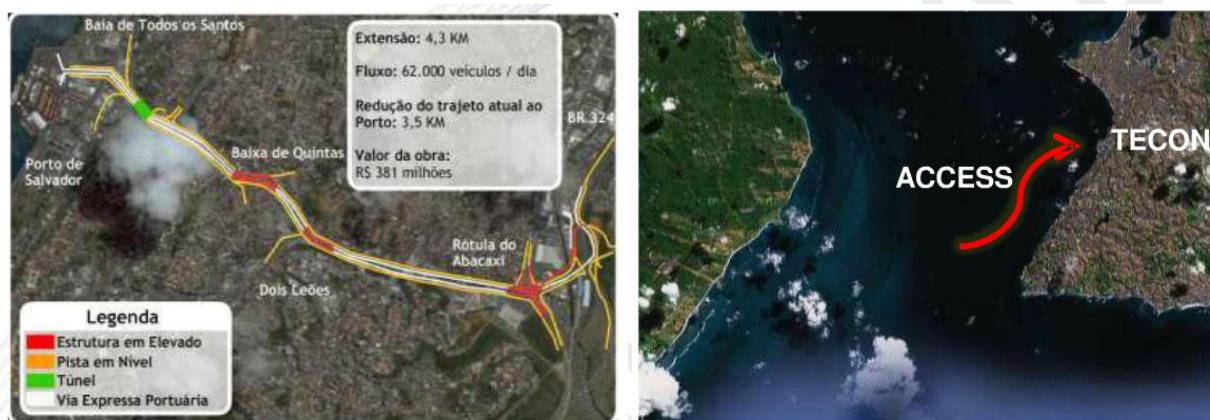 Baia de Todos os Santos
Extensão: 4,3 KM
Fluxo: 62.000 veículos / dia
Redução do trajeto atual ao
Porto: 3,5 KM
Valor da obra:
R$ 381 milhões
BR 324
Baixa de Quintas
Porto de
Salvador
Rótula do
Abacaxi
Dois Leões
Legenda
Estrutura em Elevado
Pista em Nível
Túnel
Via Expressa Portuária
TECON
ACCESS